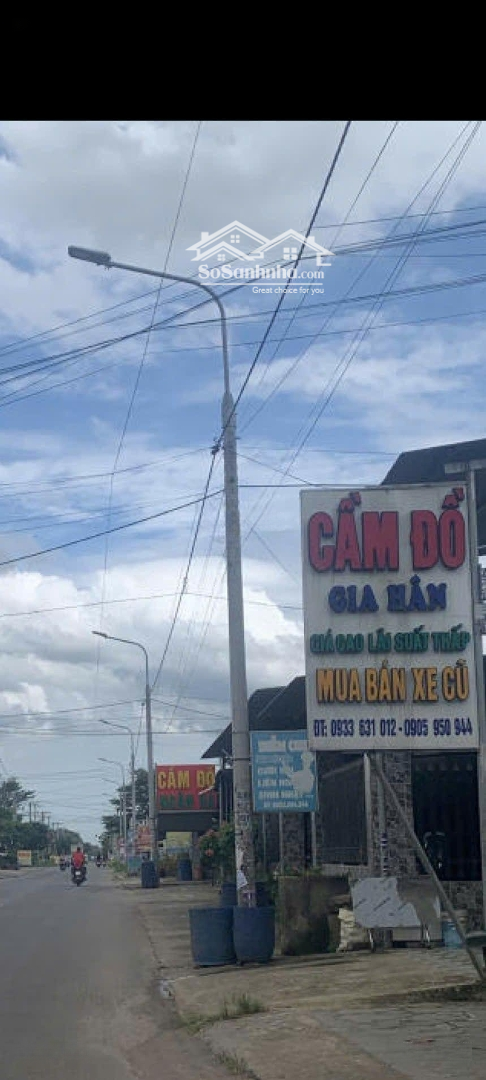 SoSanhnha.com
Great choice for you
CẦM ĐỒ
GIA HÂN
GIÁ CAO LÃI SUẤT THẤP
MUA BÁN XE CŨ
ĐT: 0933 631 012 - 0905 950 944
CẦM ĐỒ